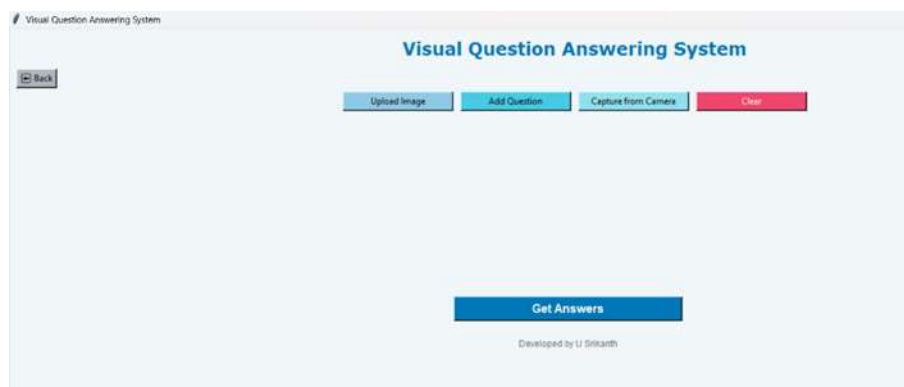 Visual Question Answering System
Visual Question Answering System
Back
Upload Image Add Question Capture from Camera Clear
Get Answers
Developed by U Srikanth